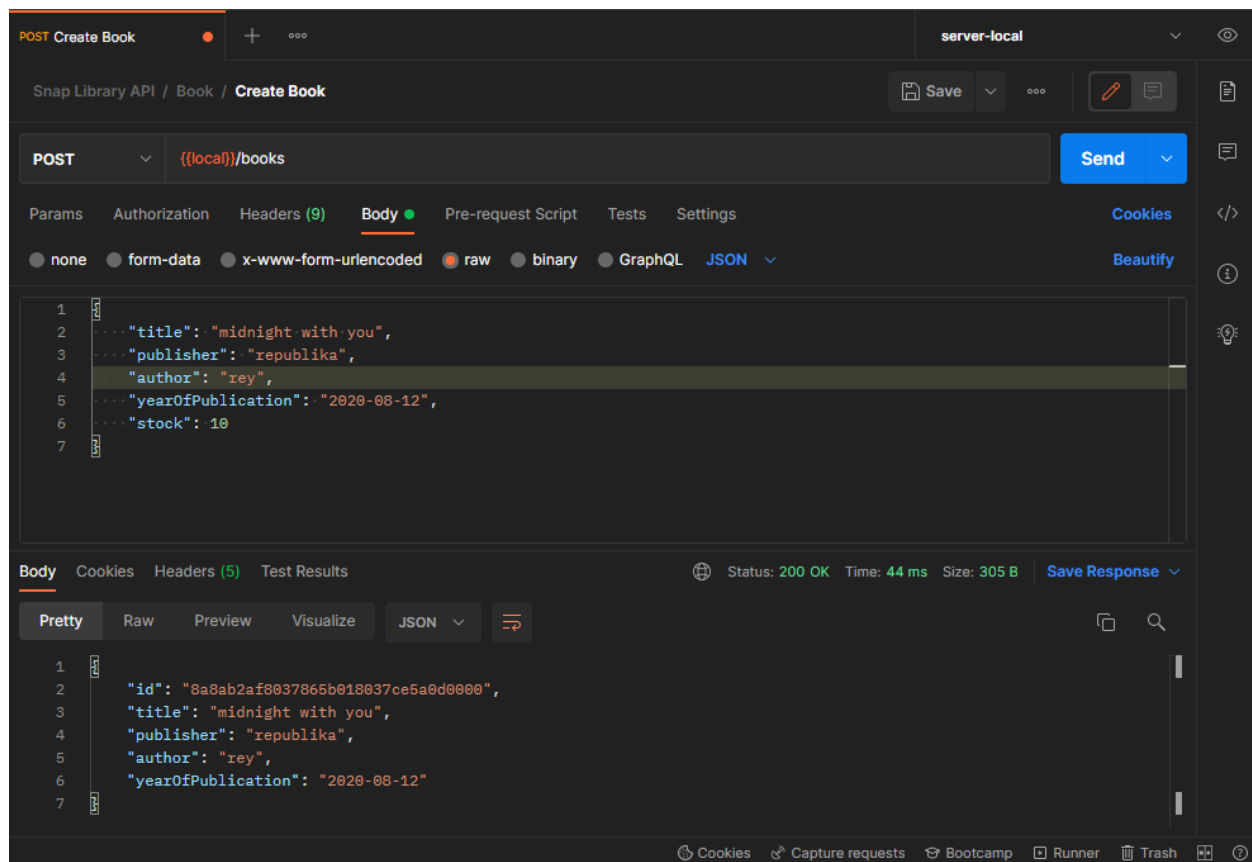 POST Create Book
server-local
Snap Library API / Book / Create Book
Save
POST
{{local}}/books
Send
Params Authorization Headers (9) Body Pre-request Script Tests Settings Cookies
none form-data x-www-form-urlencoded raw binary GraphQL JSON Beautify
1 {
2 "title": "midnight with you",
3 "publisher": "republika",
4 "author": "rey",
5 "yearOfPublication": "2020-08-12",
6 "stock": 10
7 }
Body Cookies Headers (5) Test Results Status: 200 OK Time: 44 ms Size: 305 B Save Response
Pretty Raw Preview Visualize JSON
1 {
2 "id": "8a8ab2af8037865b018037ce5a0d0000",
3 "title": "midnight with you",
4 "publisher": "republika",
5 "author": "rey",
6 "yearOfPublication": "2020-08-12"
7 }
Cookies Capture requests Bootcamp Runner Trash